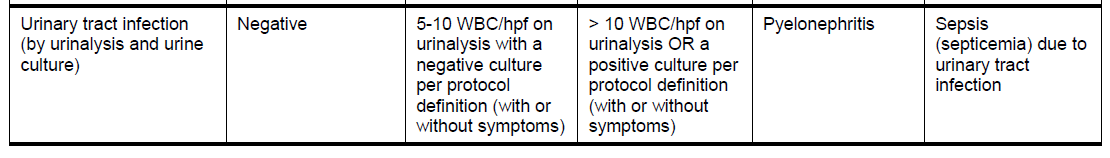 Urinary tract infection
(by urinalysis and urine
culture)
Negative
5-10 WBC/hpf on
urinalysis with a
negative culture
per protocol
definition (with or
without symptoms)
> 10 WBC/hpf on
urinalysis OR a
positive culture per
protocol definition
(with or without
symptoms)
Pyelonephritis
Sepsis
(septicemia) due to
urinary tract
infection